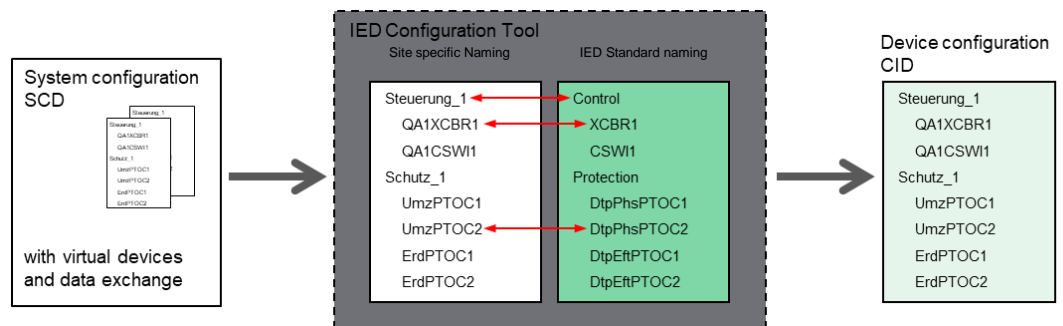 System configuration
SCD
Steuerung_1
Steuerung_1
QA1XCBR1
QA1CSWI1
Schutz_1
UmzPTOC1
UmzPTOC2
ErdPTOC1
ErdPTOC2
with virtual devices
and data exchange
IED Configuration Tool
Site specific Naming
Steuerung_1
QA1XCBR1
QA1CSWI1
Schutz_1
UmzPTOC1
UmzPTOC2
ErdPTOC1
ErdPTOC2
IED Standard naming
Control
XCBR1
CSWI1
Protection
DtpPhsPTOC1
DtpPhsPTOC2
DtpEftPTOC1
DtpEftPTOC2
Device configuration
CID
Steuerung_1
QA1XCBR1
QA1CSWI1
Schutz_1
UmzPTOC1
UmzPTOC2
ErdPTOC1
ErdPTOC2